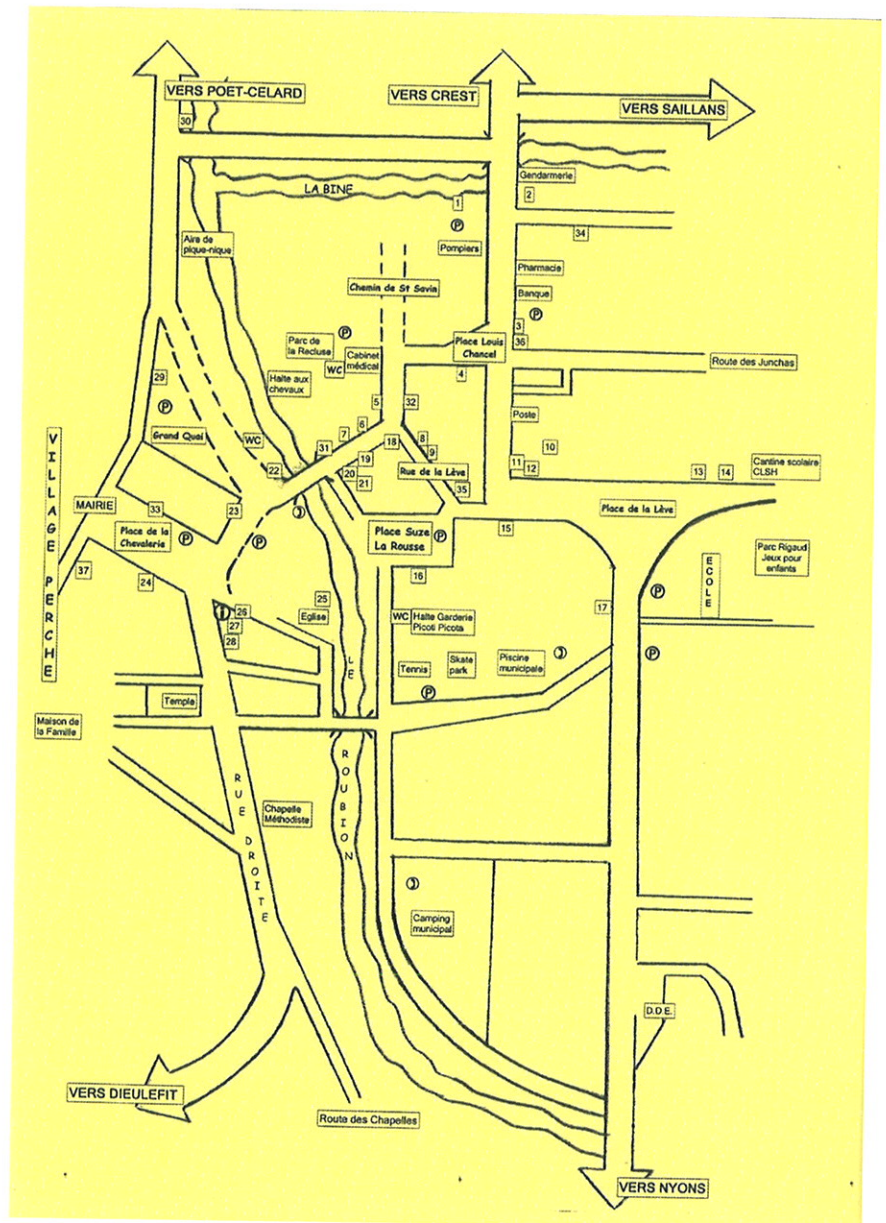 VERS POET-CELARD
VERS CREST
VERS SAILLANS
30
LA BINE
Gendarmerie
1
2
P
34
Aire de
pique-nique
Pompiers
Pharmacie
Chemin de St Savin
Banque
P
3
36
Parc de
la Recluse
P
WC
Cabinet
médical
Place Louis
Chancel
4
Route des Junchas
29
P
Halte aux
chevaux
5
32
Poste
Grand Quai
WC
6
7
31
18
8
9
10
22
19
20
21
Rue de la Lève
35
11
12
13
14
Cantine scolaire
CLSH
VILLAGE PERCHE
MAIRIE
33
23
Place de la
Chevalerie
P
P
Place Suze
La Rousse
P
15
Place de la Lève
37
24
16
Parc Rigaud
Jeux pour
enfants
ECOLE
P
17
i
26
27
28
25
Eglise
WC
Halte Garderie
Picoti Picota
LE
Tennis
Skate
park
Piscine
municipale
P
P
Temple
Maison de
la Famille
RUE DROITE
ROUBION
Chapelle
Méthodiste
Camping
municipal
D.D.E.
VERS DIEULEFIT
Route des Chapelles
VERS NYONS